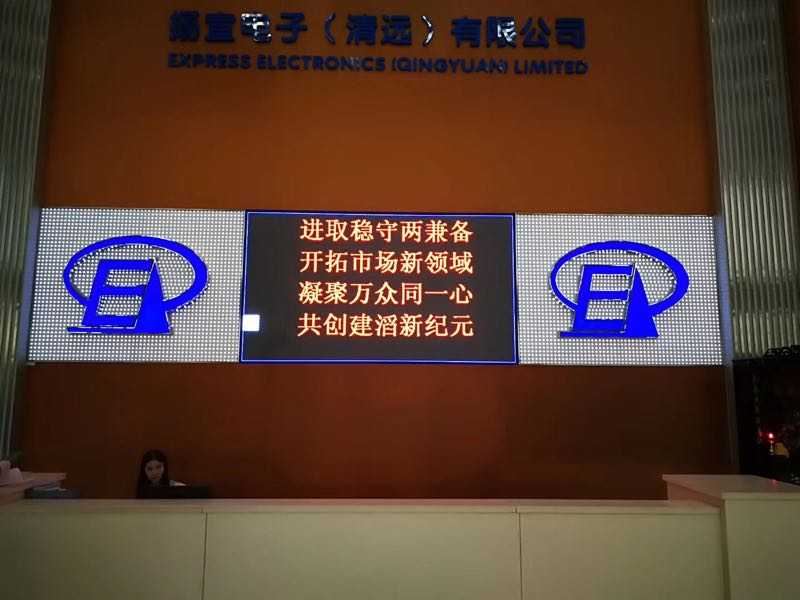 宜电子（清远）有限公司
EXPRESS ELECTRONICS (QINGYUAN) LIMITED
进取稳守两兼备
开拓市场新领域
凝聚万众同一心
共创建滔新纪元